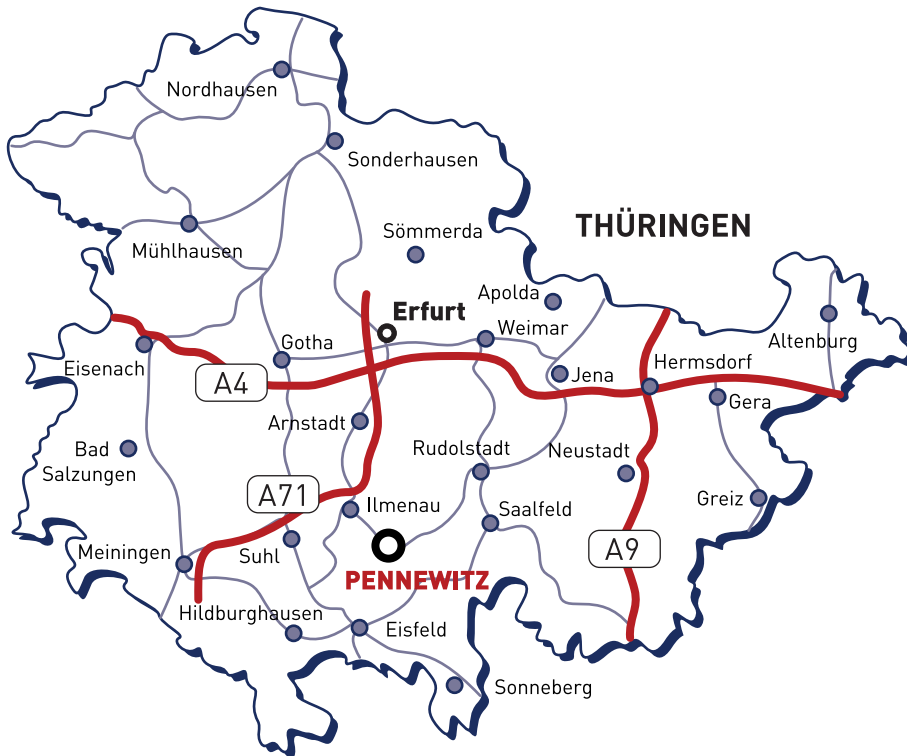 Nordhausen
Sonderhausen
THÜRINGEN
Mühlhausen
Sömmerda
Apolda
Erfurt
Weimar
Altenburg
Gotha
Eisenach
Hermsdorf
Jena
A4
Gera
Arnstadt
Bad
Salzungen
Rudolstadt
Neustadt
A71
Greiz
Ilmenau
Saalfeld
Meiningen
Suhl
A9
PENNEWITZ
Hildburghausen
Eisfeld
Sonneberg